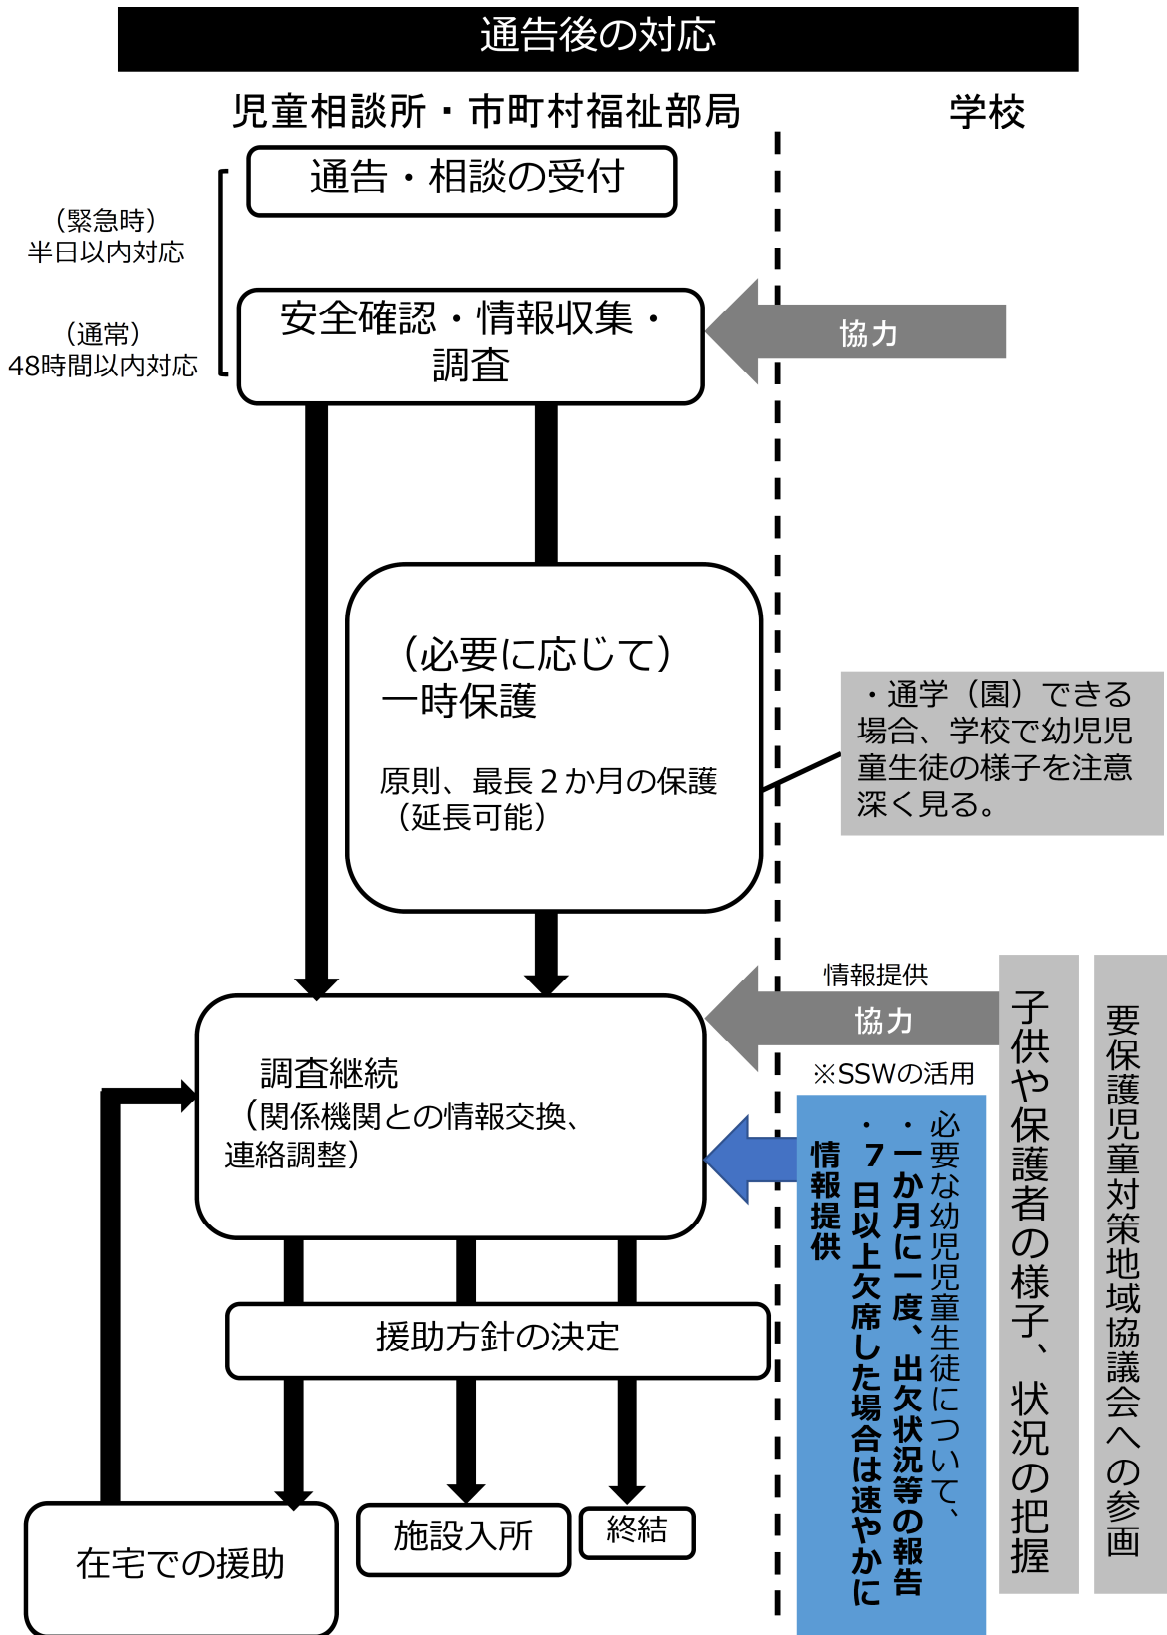 通告後の対応
児童相談所・市町村福祉部局
学校
通告・相談の受付
（緊急時）
半日以内対応
（通常）
48時間以内対応
安全確認・情報収集・
調査
協力
（必要に応じて）
一時保護
原則、最長２か月の保護
（延長可能）
・通学（園）できる
場合、学校で幼児児
童生徒の様子を注意
深く見る。
情報提供
協力
※SSWの活用
調査継続
（関係機関との情報交換、
連絡調整）
必要な幼児児童生徒について、
・一か月に一度、出欠状況等の報告
・７日以上欠席した場合は速やかに
情報提供
子供や保護者の様子、状況の把握
要保護児童対策地域協議会への参画
援助方針の決定
在宅での援助
施設入所
終結